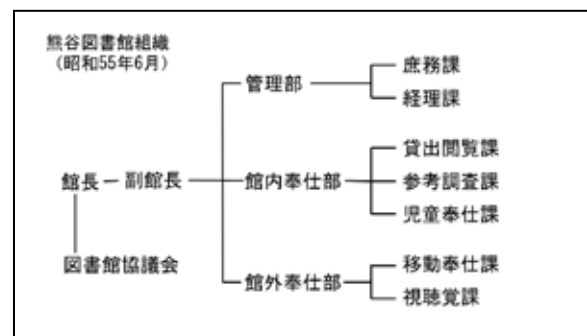 熊谷図書館組織
（昭和55年6月）
管理部
庶務課
経理課
館長
副館長
館内奉仕部
貸出閲覧課
参考調査課
児童奉仕課
図書館協議会
館外奉仕部
移動奉仕課
視聴覚課